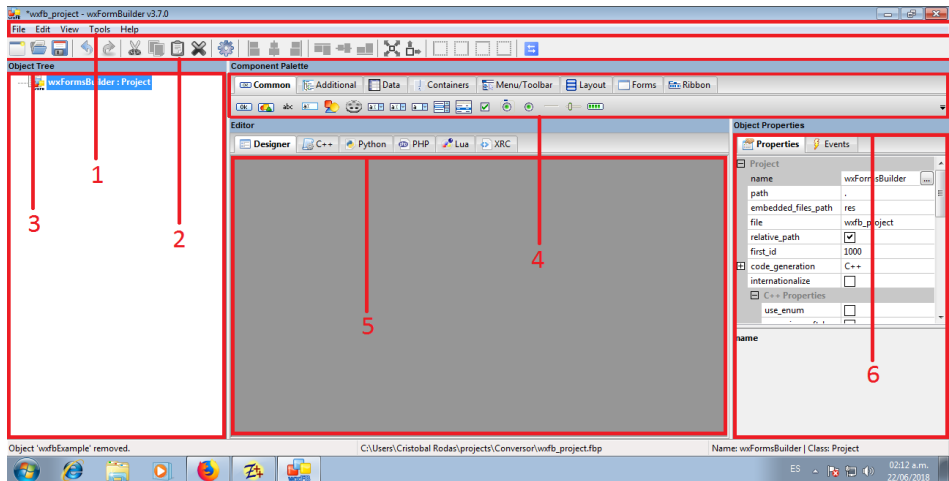 *wxfb_project - wxFormBuilder v3.7.0
File Edit View Tools Help
Object Tree
wxFormsBuilder : Project
Component Palette
Common Additional Data Containers Menu/Toolbar Layout Forms Ribbon
OK abc
Editor
Designer C++ Python PHP Lua XRC
Object Properties
Properties Events
Project
name wxFormsBuilder ...
path .
embedded_files_path res
file wxfb_project
relative_path
first_id 1000
code_generation C++
internationalize
C++ Properties
use_enum
name
1
2
3
4
5
6
Object 'wxfbExample' removed.
C:\Users\Cristobal Rodas\projects\Conversor\wxfb_project.fbp
Name: wxFormsBuilder | Class: Project
ES
02:12 a.m.
22/06/2018